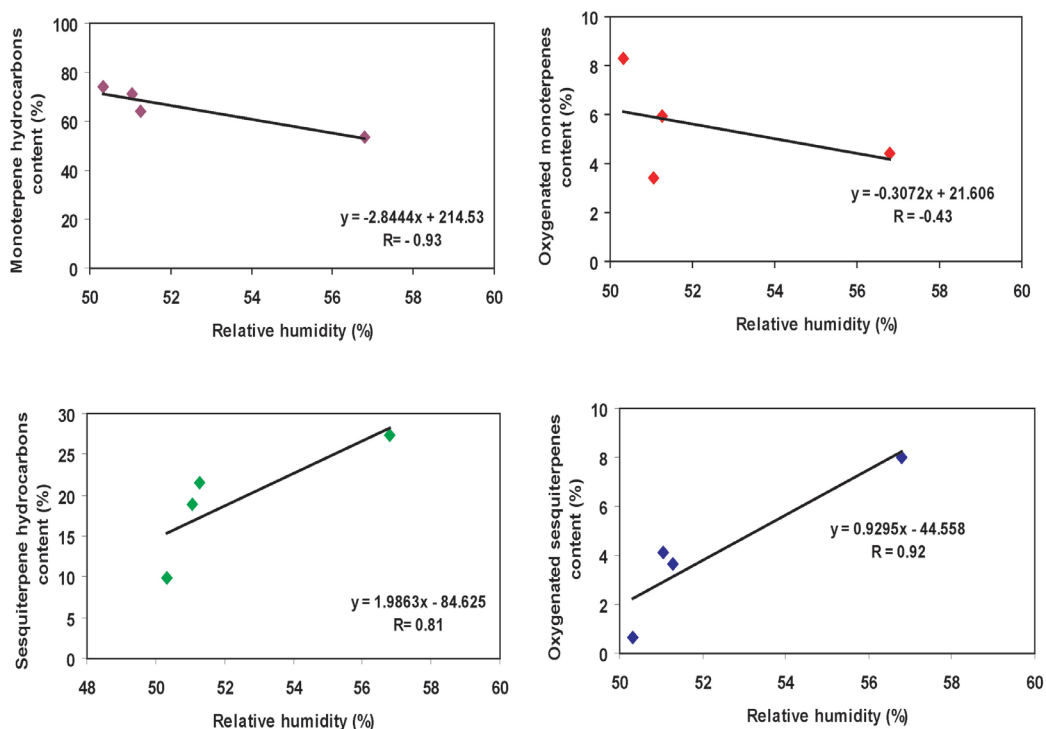 Monoterpene hydrocarbons
content (%)
100
80
60
40
20
0
y = -2.8444x + 214.53
R= - 0.93
50 52 54 56 58 60
Relative humidity (%)
Oxygenated monoterpenes
content (%)
10
8
6
4
2
0
y = -0.3072x + 21.606
R = -0.43
50 52 54 56 58 60
Relative humidity (%)
Sesquiterpene hydrocarbons
content (%)
30
25
20
15
10
5
0
y = 1.9863x - 84.625
R= 0.81
48 50 52 54 56 58 60
Relative humidity (%)
Oxygenated sesquiterpenes
content (%)
10
8
6
4
2
0
y = 0.9295x - 44.558
R = 0.92
50 52 54 56 58 60
Relative humidity (%)